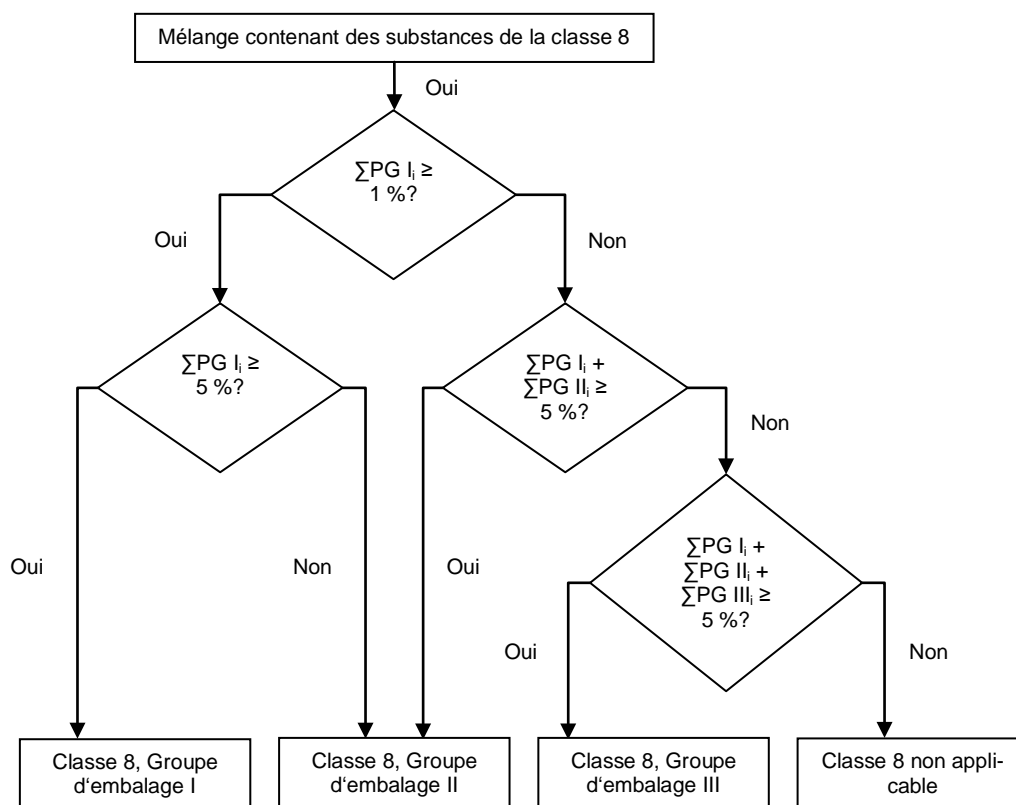 Mélange contenant des substances de la classe 8
Oui
∑PG Iᵢ ≥
1 %?
Oui
Non
∑PG Iᵢ ≥
5 %?
∑PG Iᵢ +
∑PG IIᵢ ≥
5 %?
Non
∑PG Iᵢ +
∑PG IIᵢ +
∑PG IIIᵢ ≥
5 %?
Oui
Non
Oui
Oui
Non
Classe 8, Groupe
d‘embalage I
Classe 8, Groupe
d‘embalage II
Classe 8, Groupe
d‘embalage III
Classe 8 non appli-
cable